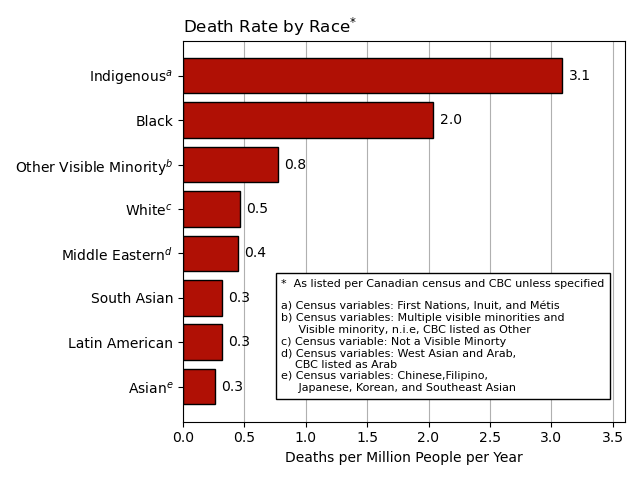 Death Rate by Race*
Indigenousᵃ 3.1
Black 2.0
Other Visible Minorityᵇ 0.8
Whiteᶜ 0.5
Middle Easternᵈ 0.4
South Asian 0.3
Latin American 0.3
Asianᵉ 0.3
* As listed per Canadian census and CBC unless specified
a) Census variables: First Nations, Inuit, and Métis
b) Census variables: Multiple visible minorities and
Visible minority, n.i.e, CBC listed as Other
c) Census variable: Not a Visible Minorty
d) Census variables: West Asian and Arab,
CBC listed as Arab
e) Census variables: Chinese,Filipino,
Japanese, Korean, and Southeast Asian
0.0 0.5 1.0 1.5 2.0 2.5 3.0 3.5
Deaths per Million People per Year